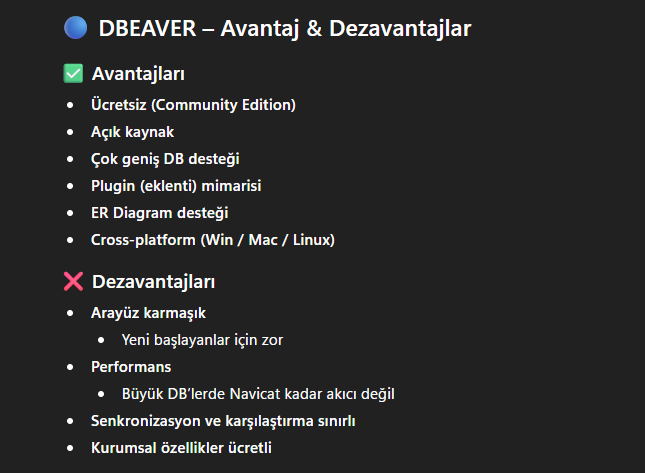 DBEAVER – Avantaj & Dezavantajlar
Avantajları
Ücretsiz (Community Edition)
Açık kaynak
Çok geniş DB desteği
Plugin (eklenti) mimarisi
ER Diagram desteği
Cross-platform (Win / Mac / Linux)
Dezavantajları
Arayüz karmaşık
Yeni başlayanlar için zor
Performans
Büyük DB’lerde Navicat kadar akıcı değil
Senkronizasyon ve karşılaştırma sınırlı
Kurumsal özellikler ücretli